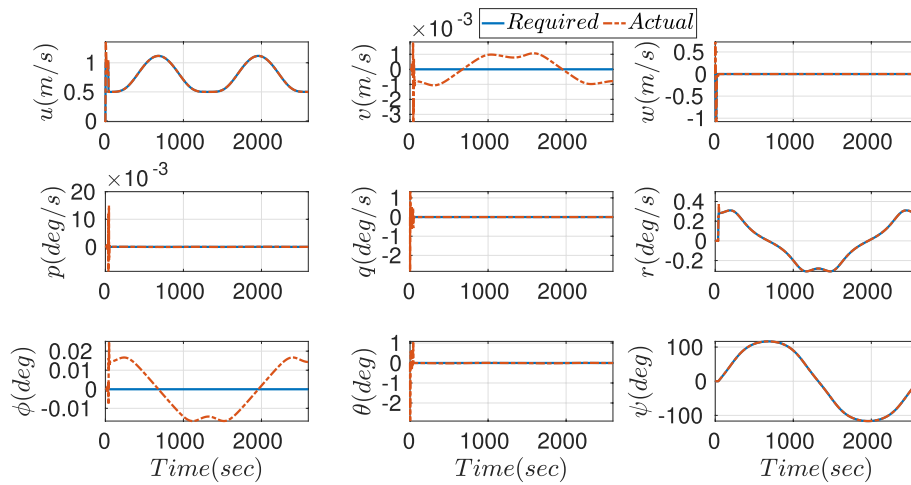 Required Actual
×10⁻³
u(m/s)
1
0.5
0
0 1000 2000
v(m/s)
1
0
-1
-2
-3
0 1000 2000
w(m/s)
0.5
0
-0.5
-1
0 1000 2000
×10⁻³
p(deg/s)
20
10
0
0 1000 2000
q(deg/s)
1
0
-1
-2
0 1000 2000
r(deg/s)
0.4
0.2
0
-0.2
0 1000 2000
ϕ(deg)
0.02
0.01
0
-0.01
0 1000 2000
Time(sec)
θ(deg)
1
0
-1
-2
0 1000 2000
Time(sec)
ψ(deg)
100
0
-100
0 1000 2000
Time(sec)